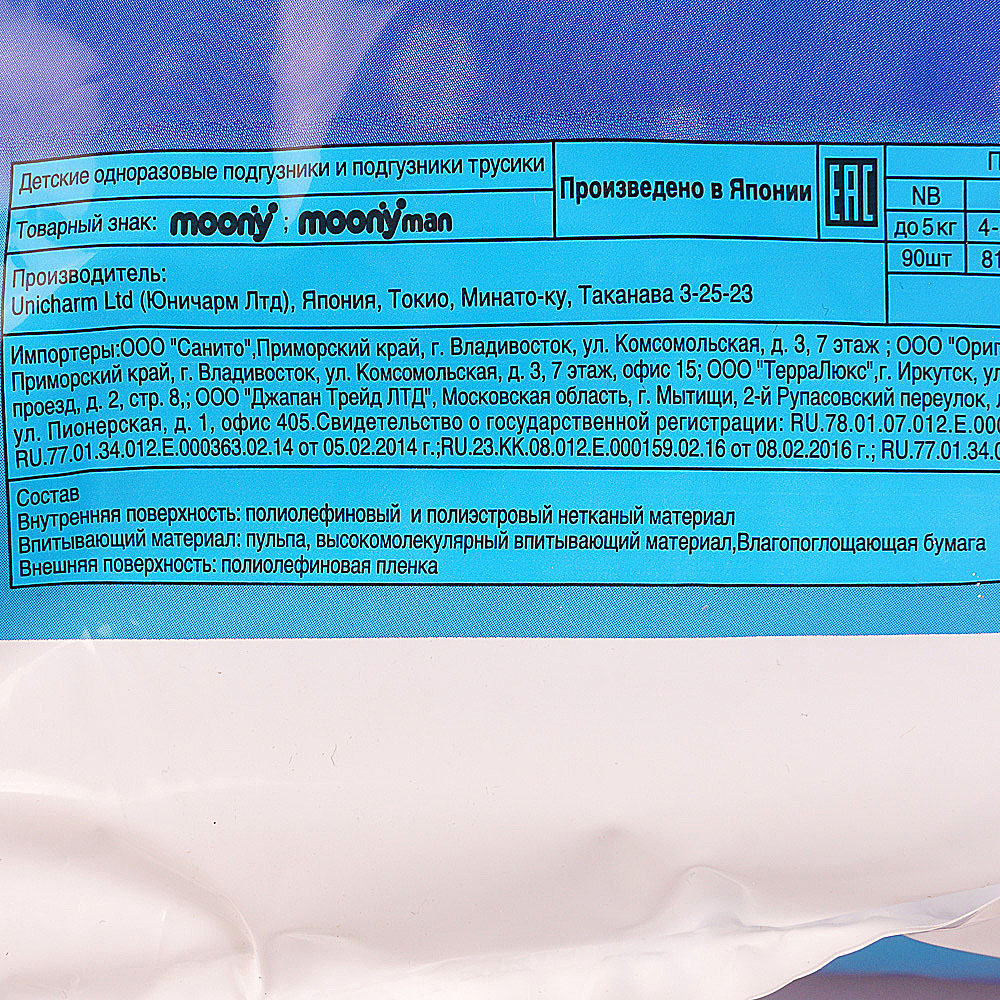 Детские одноразовые подгузники и подгузники трусики
Товарный знак: moony ; moonyman
Произведено в Японии
EAC
NB
до 5 кг 4-
90шт 81
Производитель:
Unicharm Ltd (Юничарм Лтд), Япония, Токио, Минато-ку, Таканава 3-25-23
Импортеры:ООО "Санито",Приморский край, г. Владивосток, ул. Комсомольская, д. 3, 7 этаж ; ООО
Приморский край, г. Владивосток, ул. Комсомольская, д. 3, 7 этаж, офис 15; ООО "ТерраЛюкс",г. Иркутск,
проезд, д. 2, стр. 8,; ООО "Джапан Трейд ЛТД", Московская область, г. Мытищи, 2-й Рупасовский переулок,
ул. Пионерская, д. 1, офис 405.Свидетельство о государственной регистрации: RU.78.01.07.012.E.000
RU.77.01.34.012.E.000363.02.14 от 05.02.2014 г.;RU.23.KK.08.012.E.000159.02.16 от 08.02.2016 г.; RU.77.01.34.0
Состав
Внутренняя поверхность: полиолефиновый и полиэстровый нетканый материал
Впитывающий материал: пульпа, высокомолекулярный впитывающий материал,Влагопоглощающая бумага
Внешняя поверхность: полиолефиновая пленка